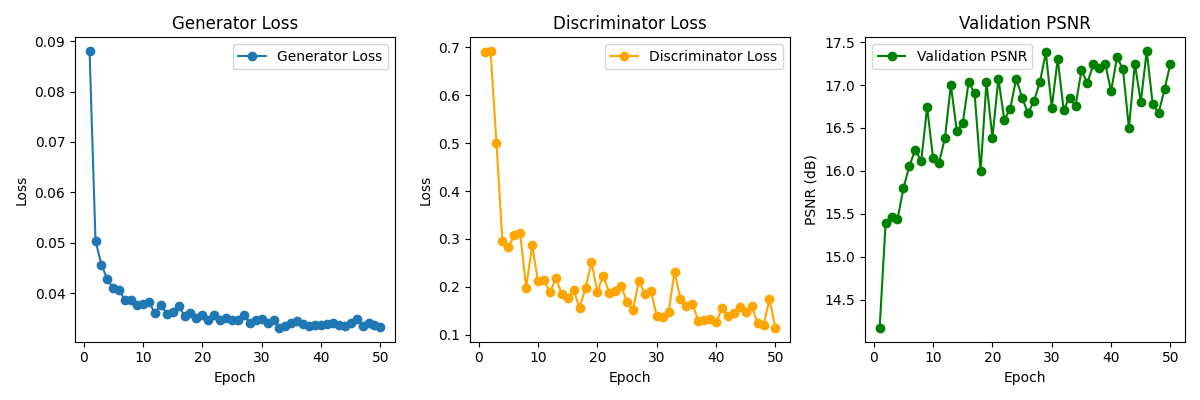 Generator Loss
Generator Loss
0.09
0.08
0.07
0.06
0.05
0.04
Loss
0 10 20 30 40 50
Epoch
Discriminator Loss
Discriminator Loss
0.7
0.6
0.5
0.4
0.3
0.2
0.1
Loss
0 10 20 30 40 50
Epoch
Validation PSNR
Validation PSNR
17.5
17.0
16.5
16.0
15.5
15.0
14.5
PSNR (dB)
0 10 20 30 40 50
Epoch